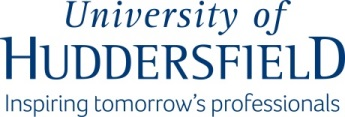 University of
HUDDERSFIELD
Inspiring tomorrow's professionals